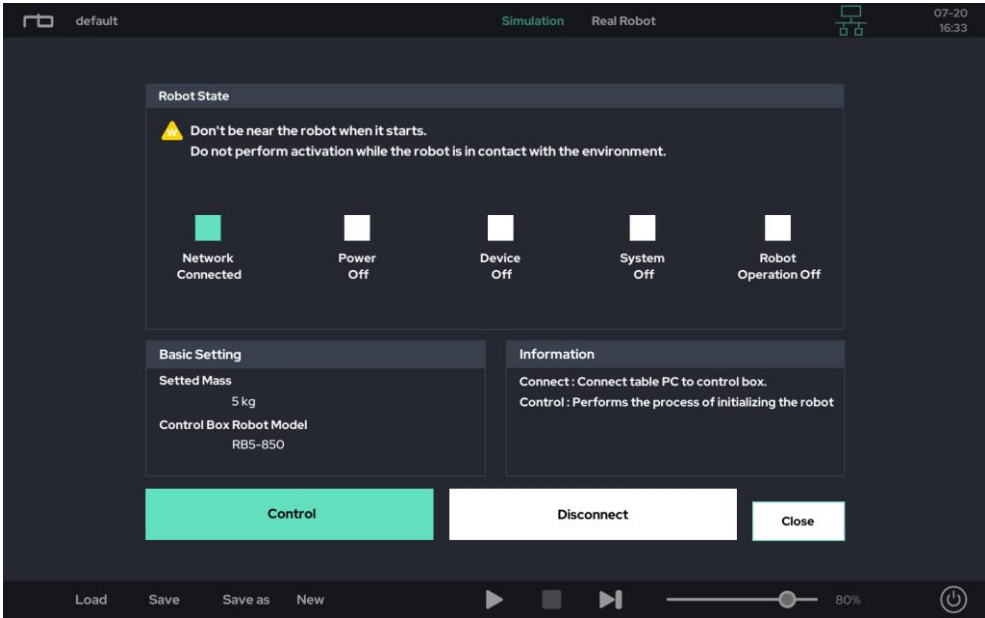 default
Simulation
Real Robot
07-20
16:33
Robot State
Don't be near the robot when it starts.
Do not perform activation while the robot is in contact with the environment.
Network
Connected
Power
Off
Device
Off
System
Off
Robot
Operation Off
Basic Setting
Setted Mass
5 kg
Control Box Robot Model
RB5-850
Information
Connect : Connect table PC to control box.
Control : Performs the process of initializing the robot
Control
Disconnect
Close
Load
Save
Save as
New
80%